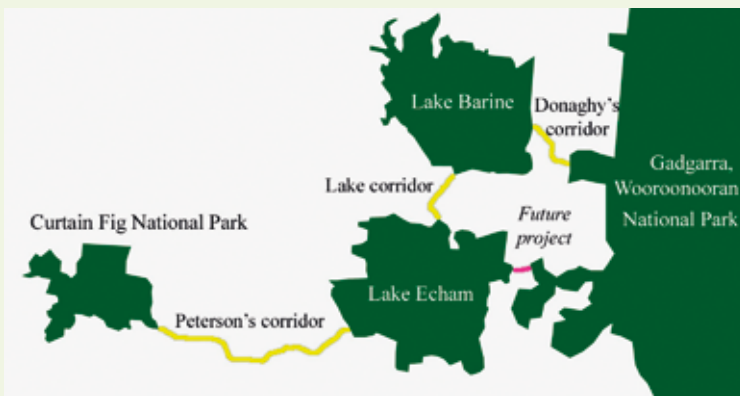 Lake Barine
Donaghy's
corridor
Gadgarra,
Wooroonooran
National Park
Lake corridor
Future
project
Curtain Fig National Park
Lake Echam
Peterson's corridor